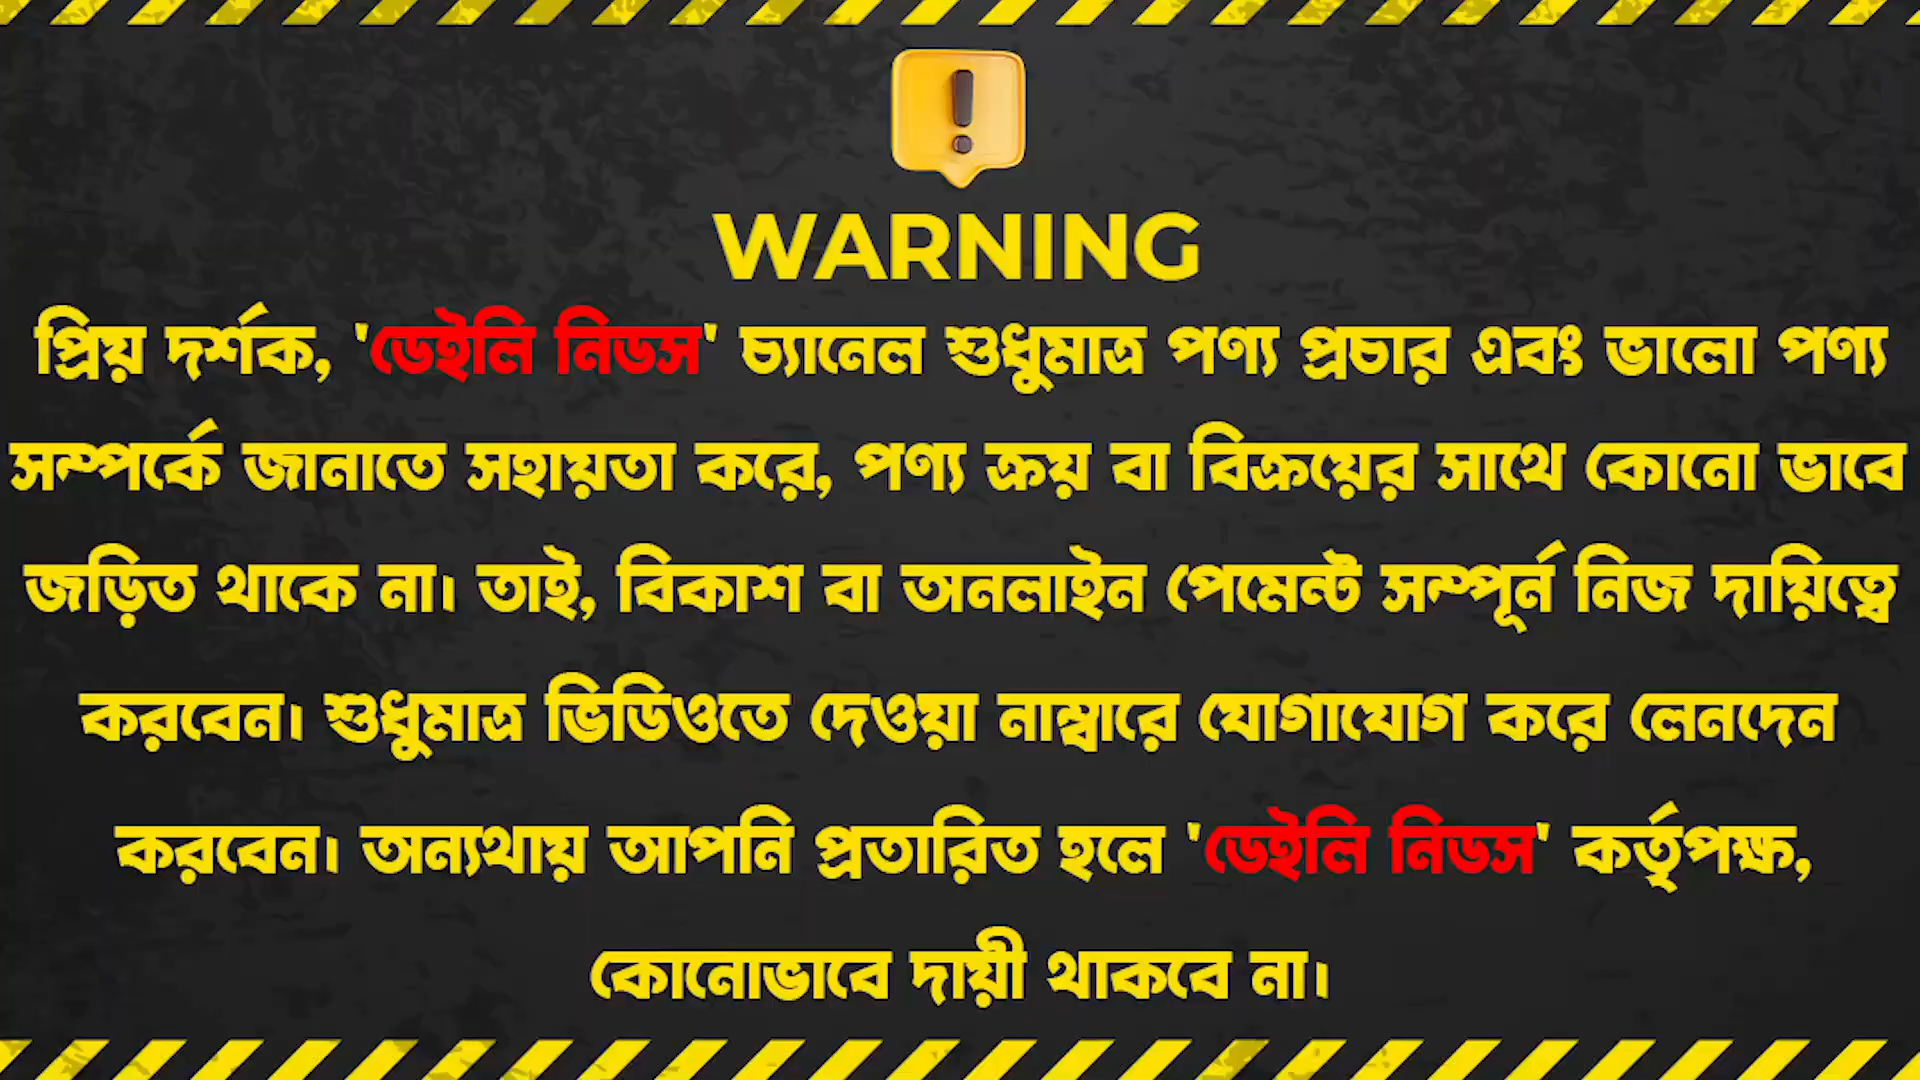 WARNING
প্রিয় দর্শক, 'ডেইলি নিডস' চ্যানেল শুধুমাত্র পণ্য প্রচার এবং ভালো পণ্য
সম্পর্কে জানাতে সহায়তা করে, পণ্য ক্রয় বা বিক্রয়ের সাথে কোনো ভাবে
জড়িত থাকে না। তাই, বিকাশ বা অনলাইন পেমেন্ট সম্পূর্ন নিজ দায়িত্বে
করবেন। শুধুমাত্র ভিডিওতে দেওয়া নাম্বারে যোগাযোগ করে লেনদেন
করবেন। অন্যথায় আপনি প্রতারিত হলে 'ডেইলি নিডস' কর্তৃপক্ষ,
কোনোভাবে দায়ী থাকবে না।